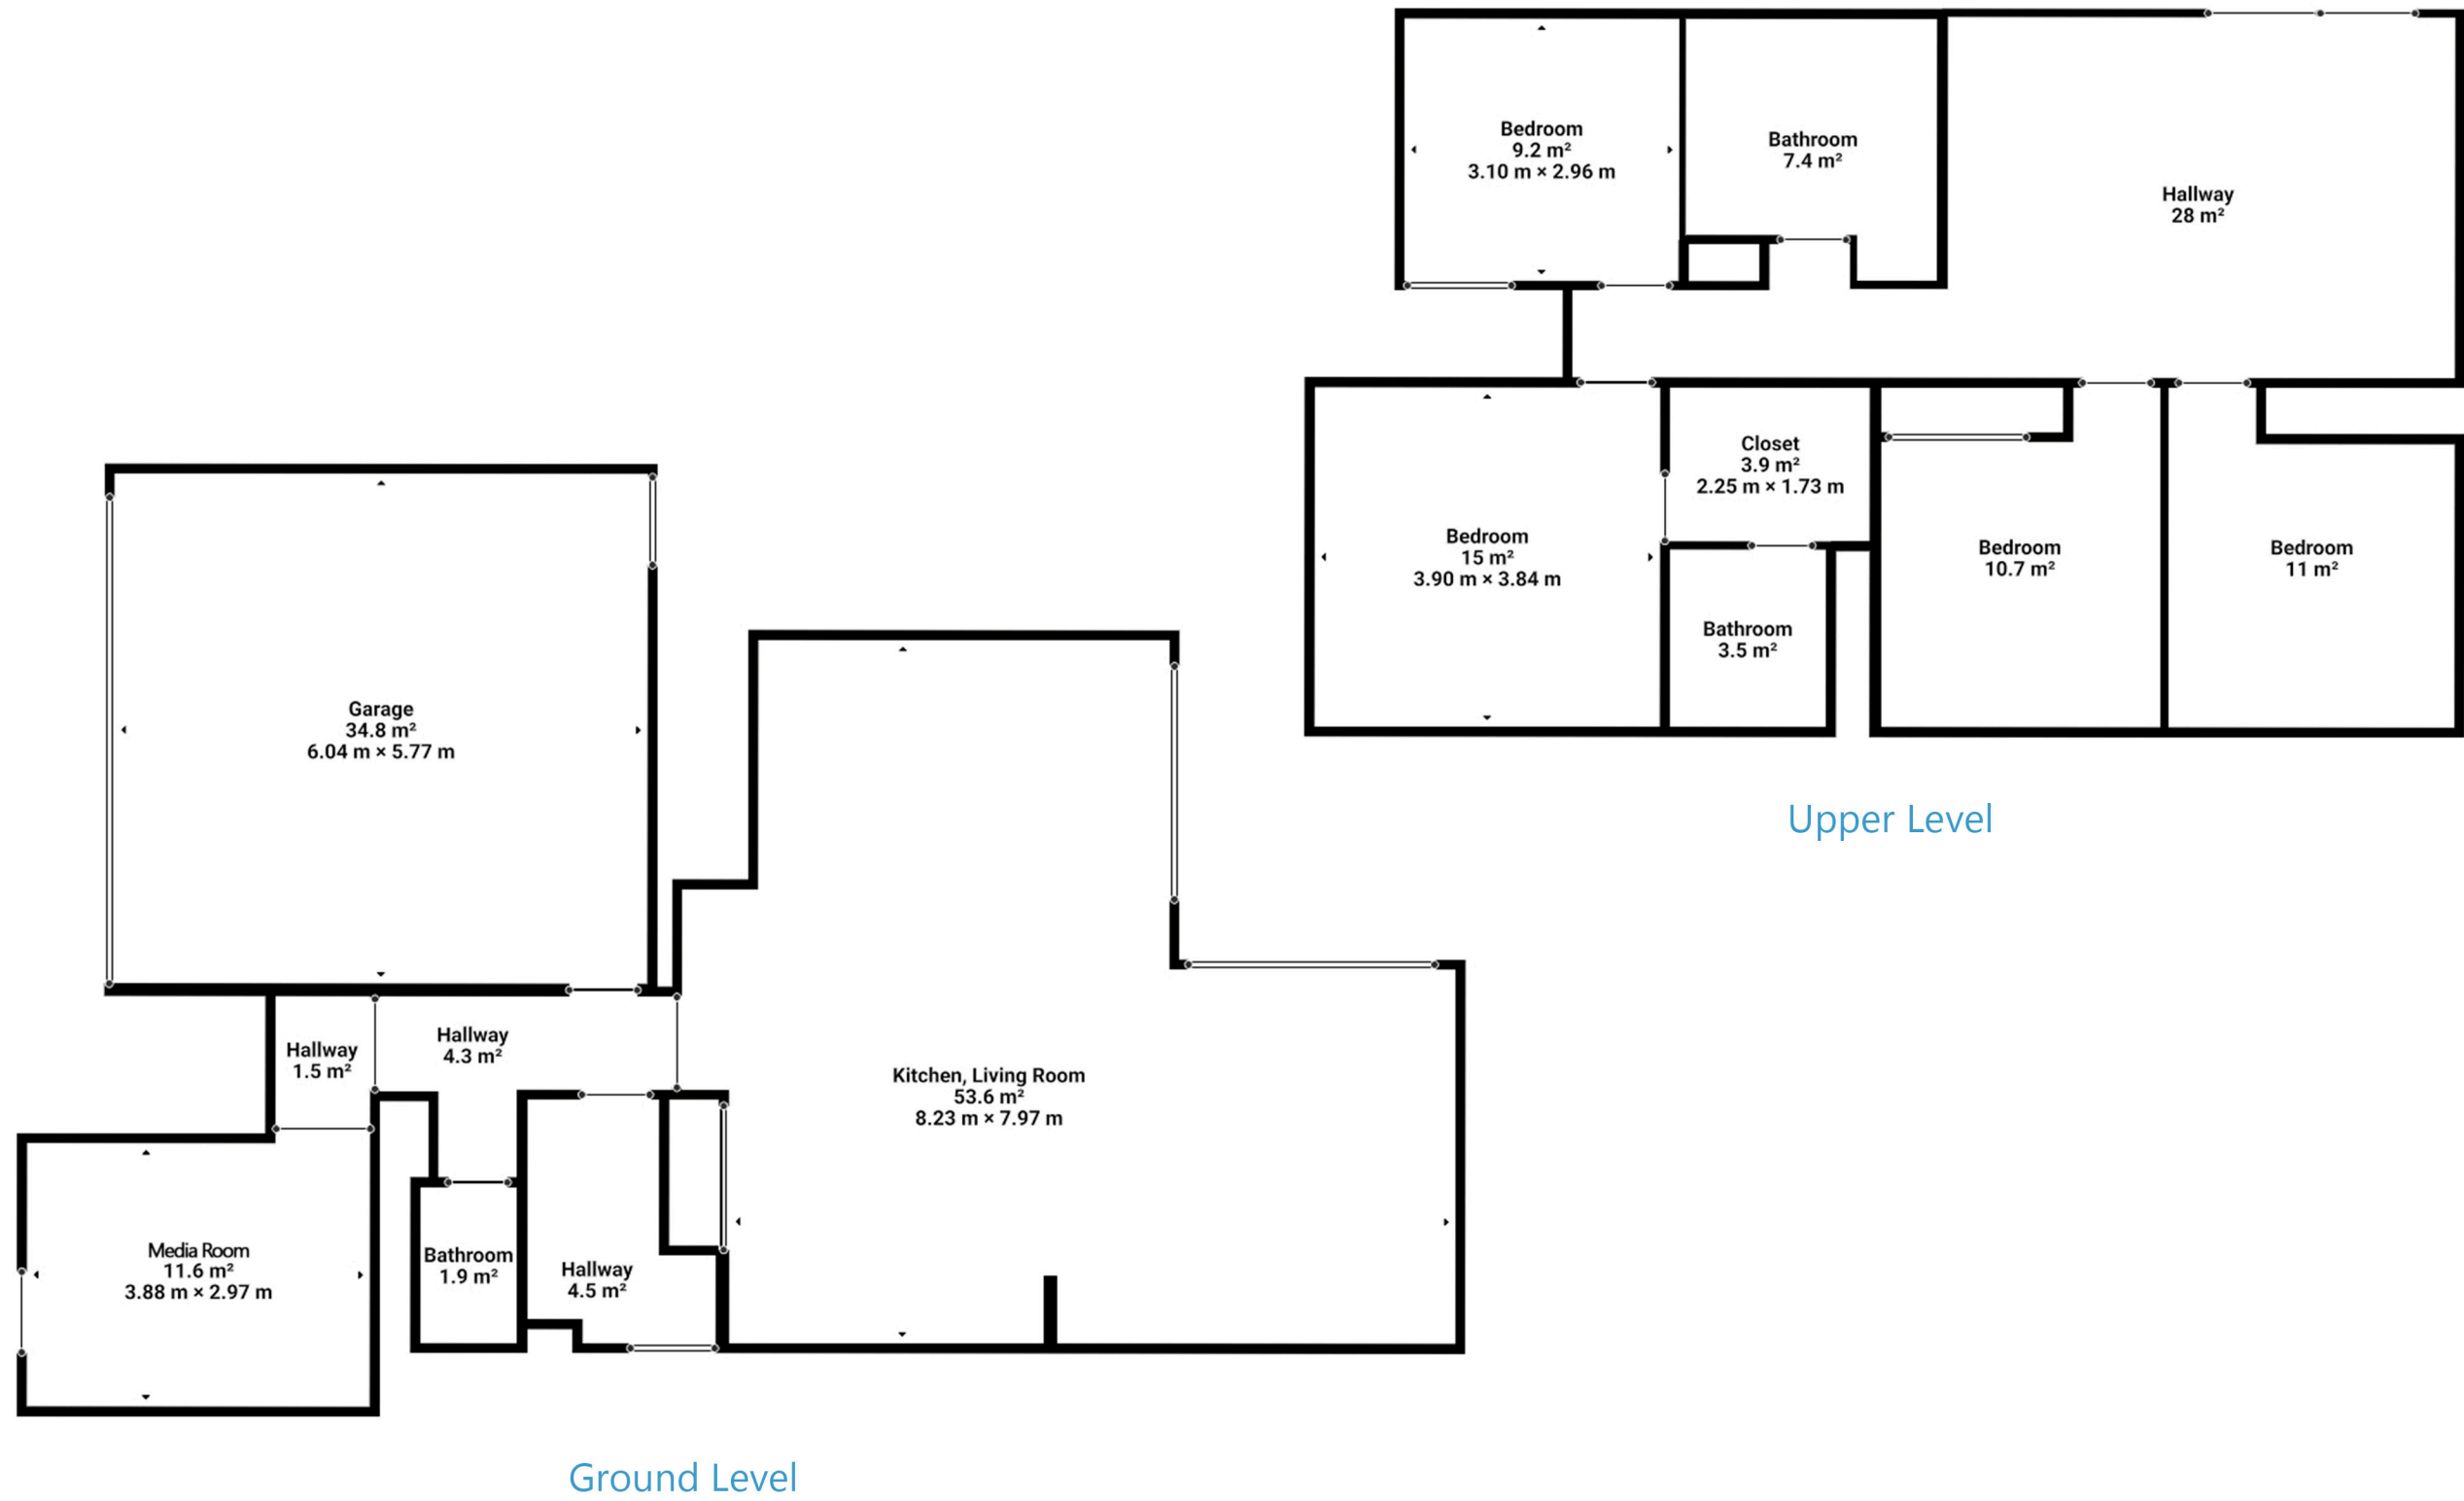 Bedroom
9.2 m²
3.10 m × 2.96 m
Bathroom
7.4 m²
Hallway
28 m²
Closet
3.9 m²
2.25 m × 1.73 m
Bedroom
15 m²
3.90 m × 3.84 m
Bedroom
10.7 m²
Bedroom
11 m²
Bathroom
3.5 m²
Upper Level
Garage
34.8 m²
6.04 m × 5.77 m
Hallway
1.5 m²
Hallway
4.3 m²
Kitchen, Living Room
53.6 m²
8.23 m × 7.97 m
Media Room
11.6 m²
3.88 m × 2.97 m
Bathroom
1.9 m²
Hallway
4.5 m²
Ground Level